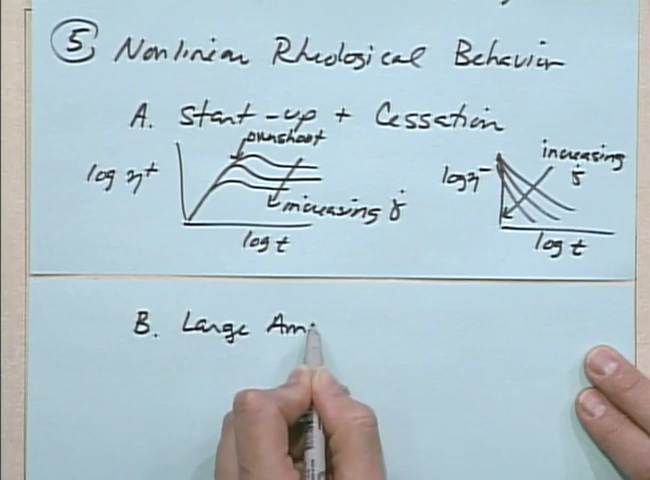 5 Nonlinear Rheological Behavior
A. Start-up + Cessation
overshoot
log η⁺
increasing γ̇
log t
increasing γ̇
log η⁻
log t
B. Large Am